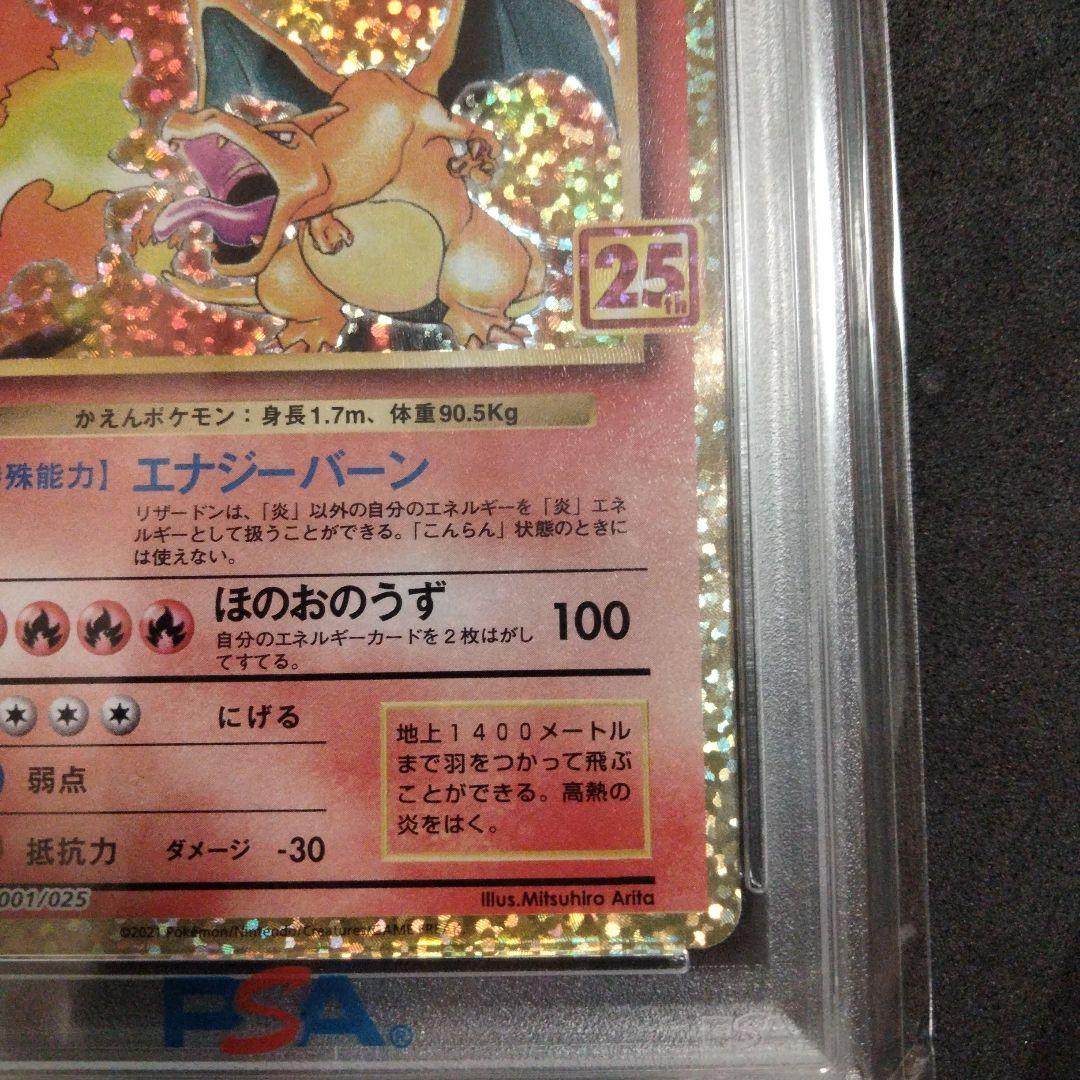 25th
かえんポケモン：身長1.7m、体重90.5Kg
殊能力】 エナジーバーン
リザードンは、「炎」以外の自分のエネルギーを「炎」エネ
ルギーとして扱うことができる。「こんらん」状態のときに
は使えない。
ほのおのうず 100
自分のエネルギーカードを2枚はがし
てすてる。
にげる
地上1400メートル
まで羽をつかって飛ぶ
ことができる。高熱の
炎をはく。
弱点
抵抗力 ダメージ -30
001/025
Illus.Mitsuhiro Arita
©2021 Pokémon/Nintendo/Creatures/GAME FREAK
PSA®
PSA